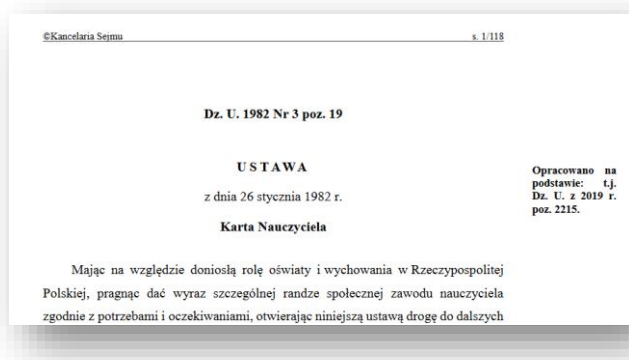 ©Kancelaria Sejmu s. 1/118
Dz. U. 1982 Nr 3 poz. 19
USTAWA
z dnia 26 stycznia 1982 r.
Karta Nauczyciela
Opracowano na
podstawie: t.j.
Dz. U. z 2019 r.
poz. 2215.
Mając na względzie doniosłą rolę oświaty i wychowania w Rzeczypospolitej
Polskiej, pragnąc dać wyraz szczególnej randze społecznej zawodu nauczyciela
zgodnie z potrzebami i oczekiwaniami, otwierając niniejszą ustawą drogę do dalszych